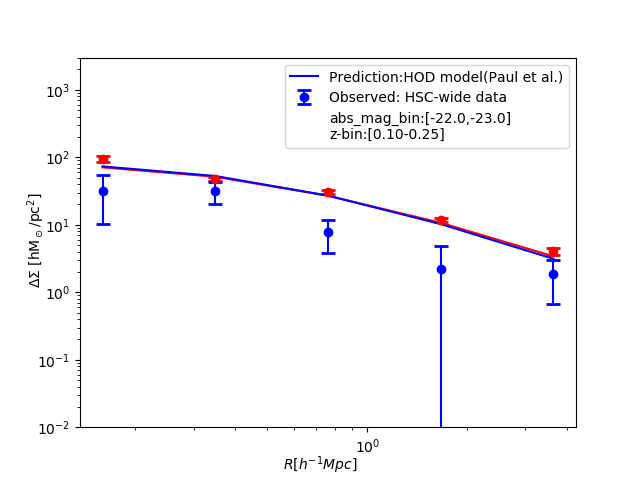 Prediction:HOD model(Paul et al.)
Observed: HSC-wide data
abs_mag_bin:[-22.0,-23.0]
z-bin:[0.10-0.25]
10³
10²
10¹
10⁰
10⁻¹
10⁻²
ΔΣ [hM⊙/pc²]
10⁰
R[h⁻¹Mpc]